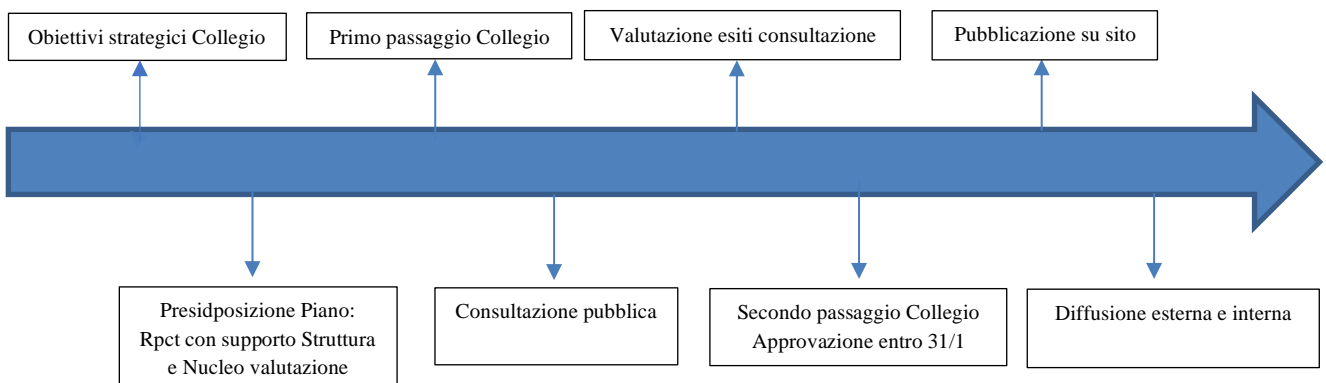 Obiettivi strategici Collegio
Primo passaggio Collegio
Valutazione esiti consultazione
Pubblicazione su sito
Presidposizione Piano:
Rpct con supporto Struttura
e Nucleo valutazione
Consultazione pubblica
Secondo passaggio Collegio
Approvazione entro 31/1
Diffusione esterna e interna